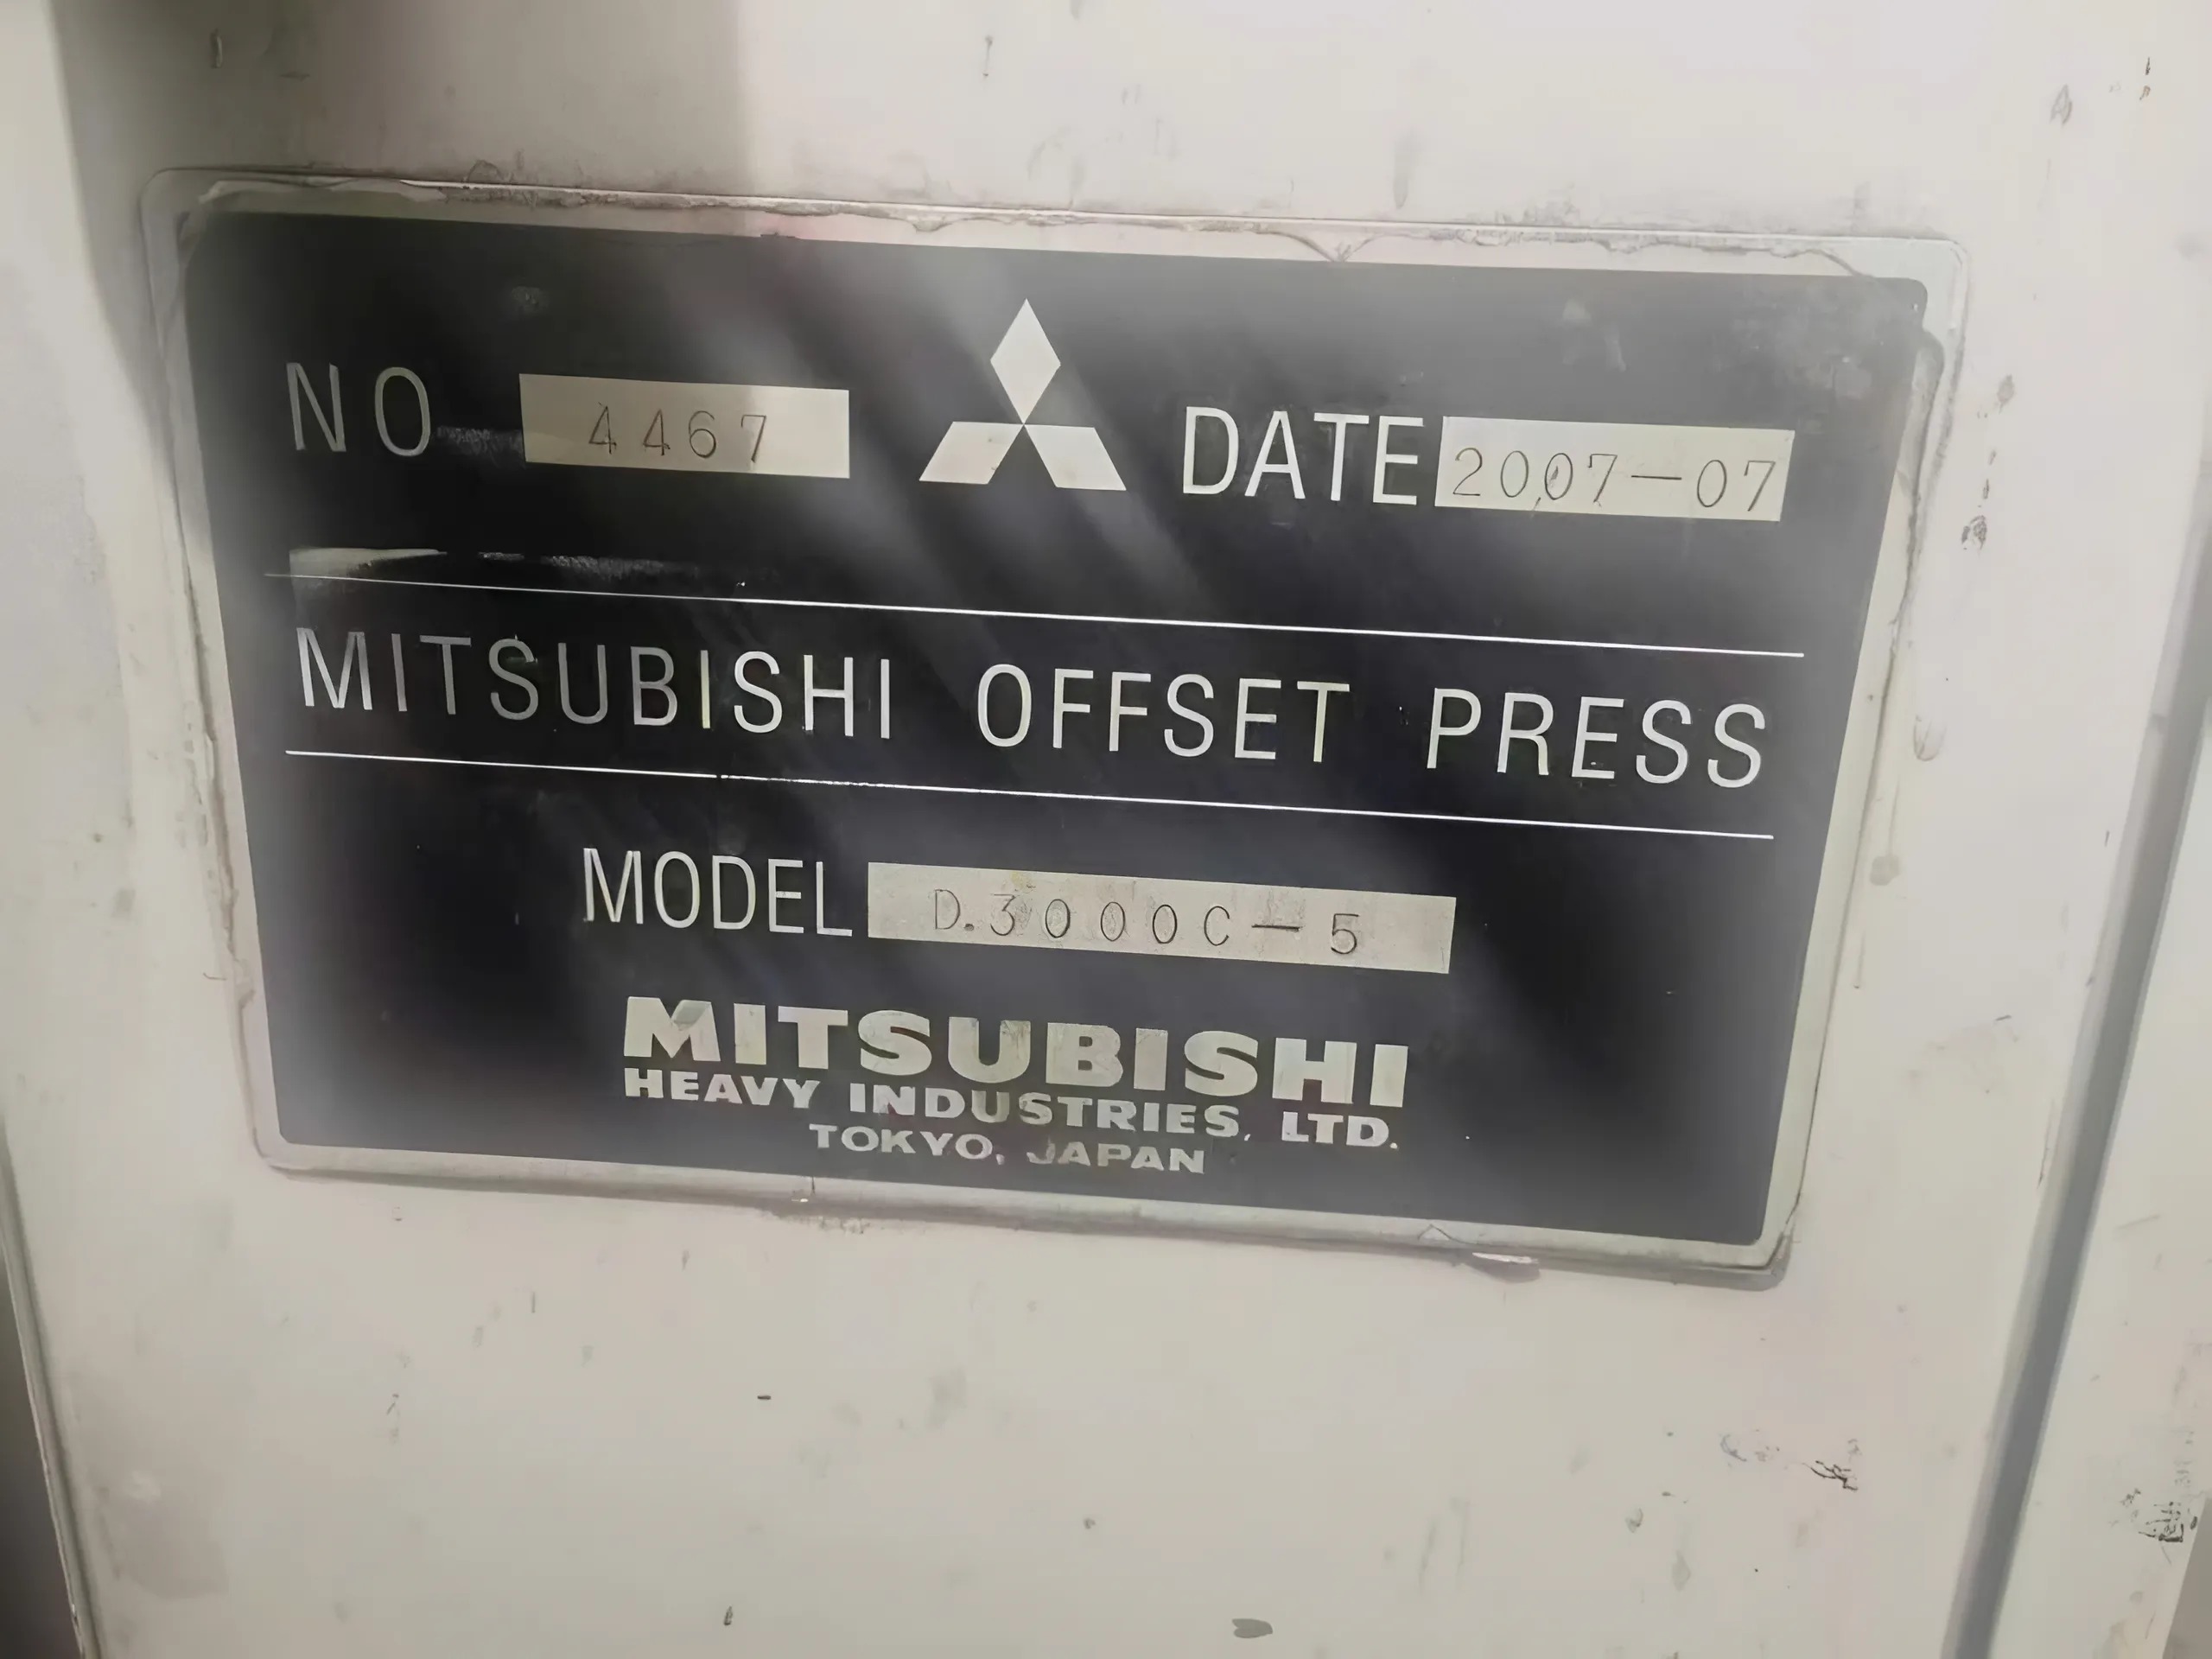 NO 4467 DATE 2007-07
MITSUBISHI OFFSET PRESS
MODEL D.3000C-5
MITSUBISHI
HEAVY INDUSTRIES, LTD.
TOKYO, JAPAN